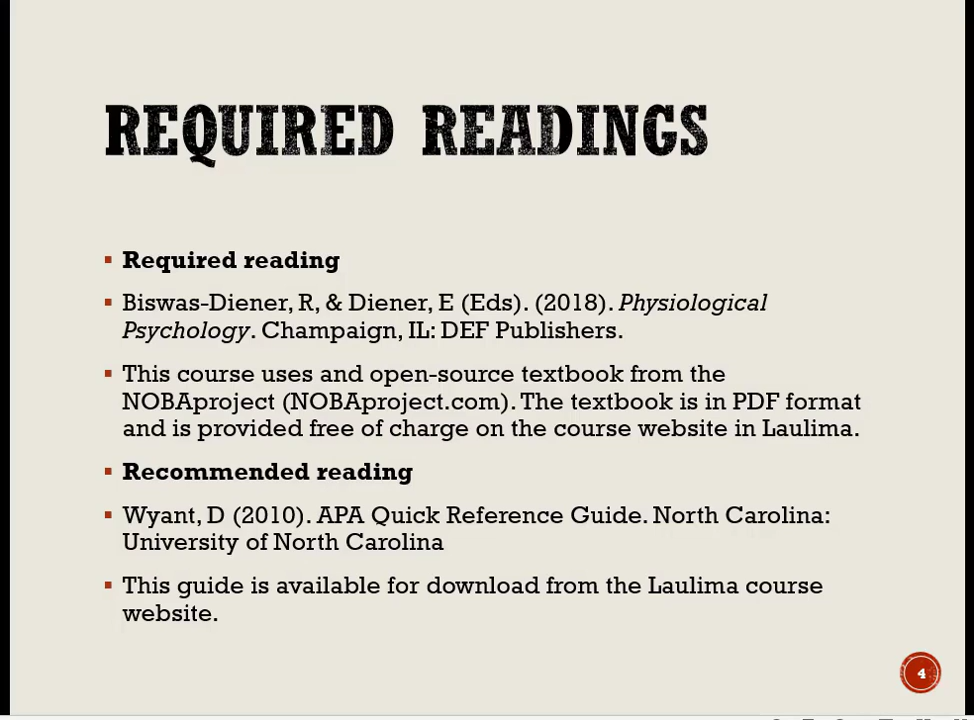 REQUIRED READINGS
Required reading
Biswas-Diener, R, & Diener, E (Eds). (2018). Physiological
Psychology. Champaign, IL: DEF Publishers.
This course uses and open-source textbook from the
NOBAproject (NOBAproject.com). The textbook is in PDF format
and is provided free of charge on the course website in Laulima.
Recommended reading
Wyant, D (2010). APA Quick Reference Guide. North Carolina:
University of North Carolina
This guide is available for download from the Laulima course
website.
4